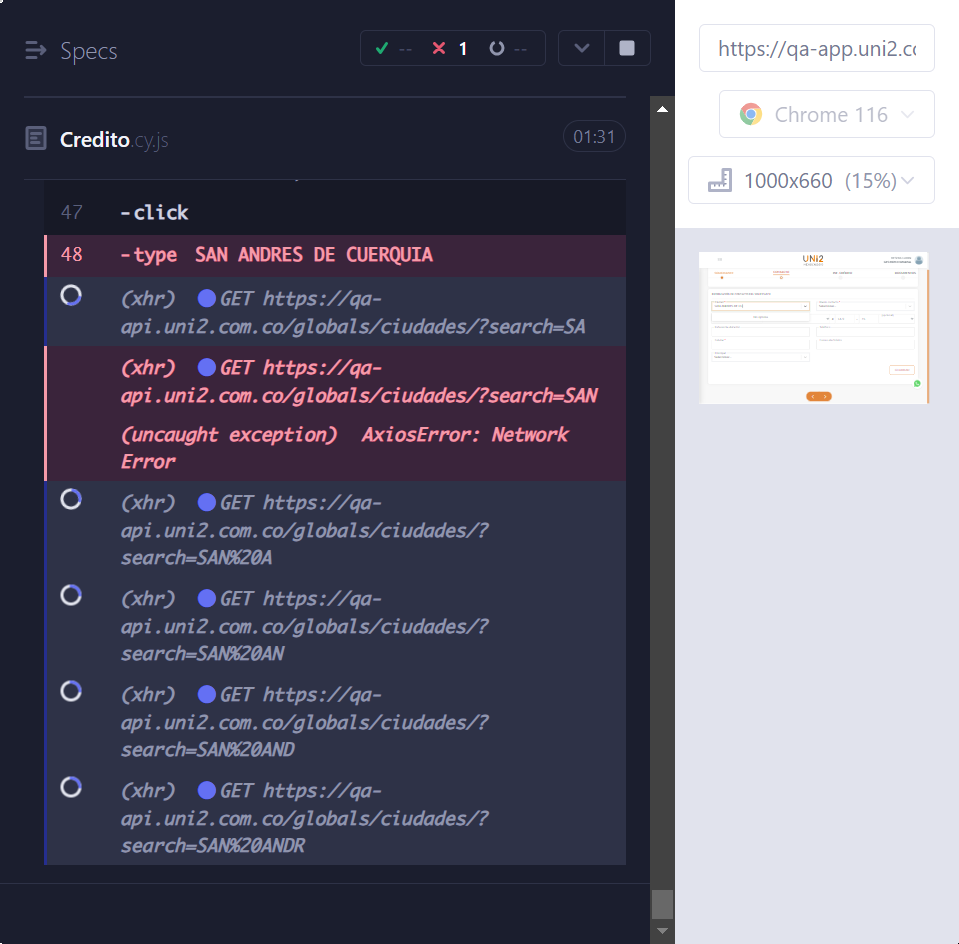 Specs
-- 1 --
https://qa-app.uni2.cc
Chrome 116
1000x660 (15%)
Credito.cy.js
01:31
47 -click
48 -type SAN ANDRES DE CUERQUIA
(xhr) GET https://qa-
api.uni2.com.co/globals/ciudades/?search=SA
(xhr) GET https://qa-
api.uni2.com.co/globals/ciudades/?search=SAN
(uncaught exception) AxiosError: Network
Error
(xhr) GET https://qa-
api.uni2.com.co/globals/ciudades/?
search=SAN%20A
(xhr) GET https://qa-
api.uni2.com.co/globals/ciudades/?
search=SAN%20AN
(xhr) GET https://qa-
api.uni2.com.co/globals/ciudades/?
search=SAN%20AND
(xhr) GET https://qa-
api.uni2.com.co/globals/ciudades/?
search=SAN%20ANDR
UNi2